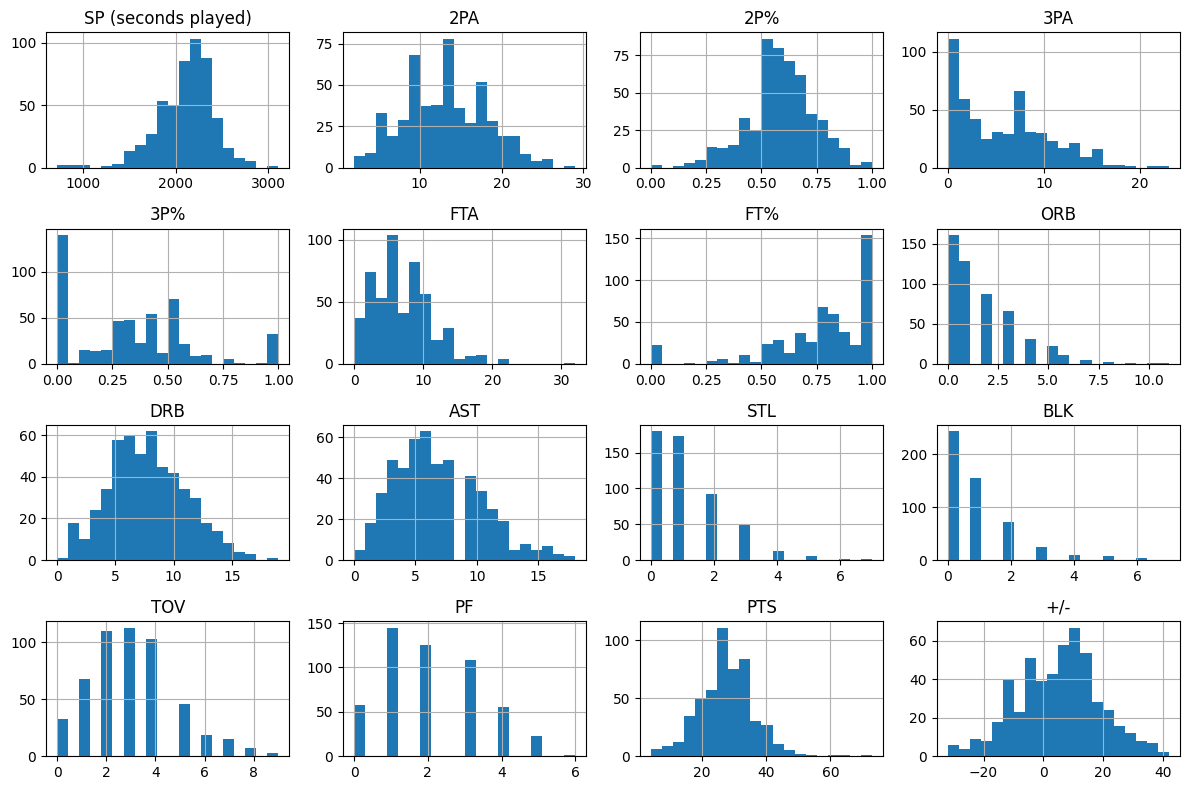 SP (seconds played) 2PA 2P% 3PA
100 50 0 75 50 25 0 75 50 25 0 100 50 0
1000 2000 3000 10 20 30 0.00 0.25 0.50 0.75 1.00 0 10 20
3P% FTA FT% ORB
100 50 0 100 50 0 150 100 50 0 150 100 50 0
0.00 0.25 0.50 0.75 1.00 0 10 20 30 0.00 0.25 0.50 0.75 1.00 0.0 2.5 5.0 7.5 10.0
DRB AST STL BLK
60 40 20 0 60 40 20 0 150 100 50 0 200 100 0
0 5 10 15 0 5 10 15 0 2 4 6 0 2 4 6
TOV PF PTS +/-
100 50 0 150 100 50 0 100 50 0 60 40 20 0
0 2 4 6 8 0 2 4 6 20 40 60 −20 0 20 40